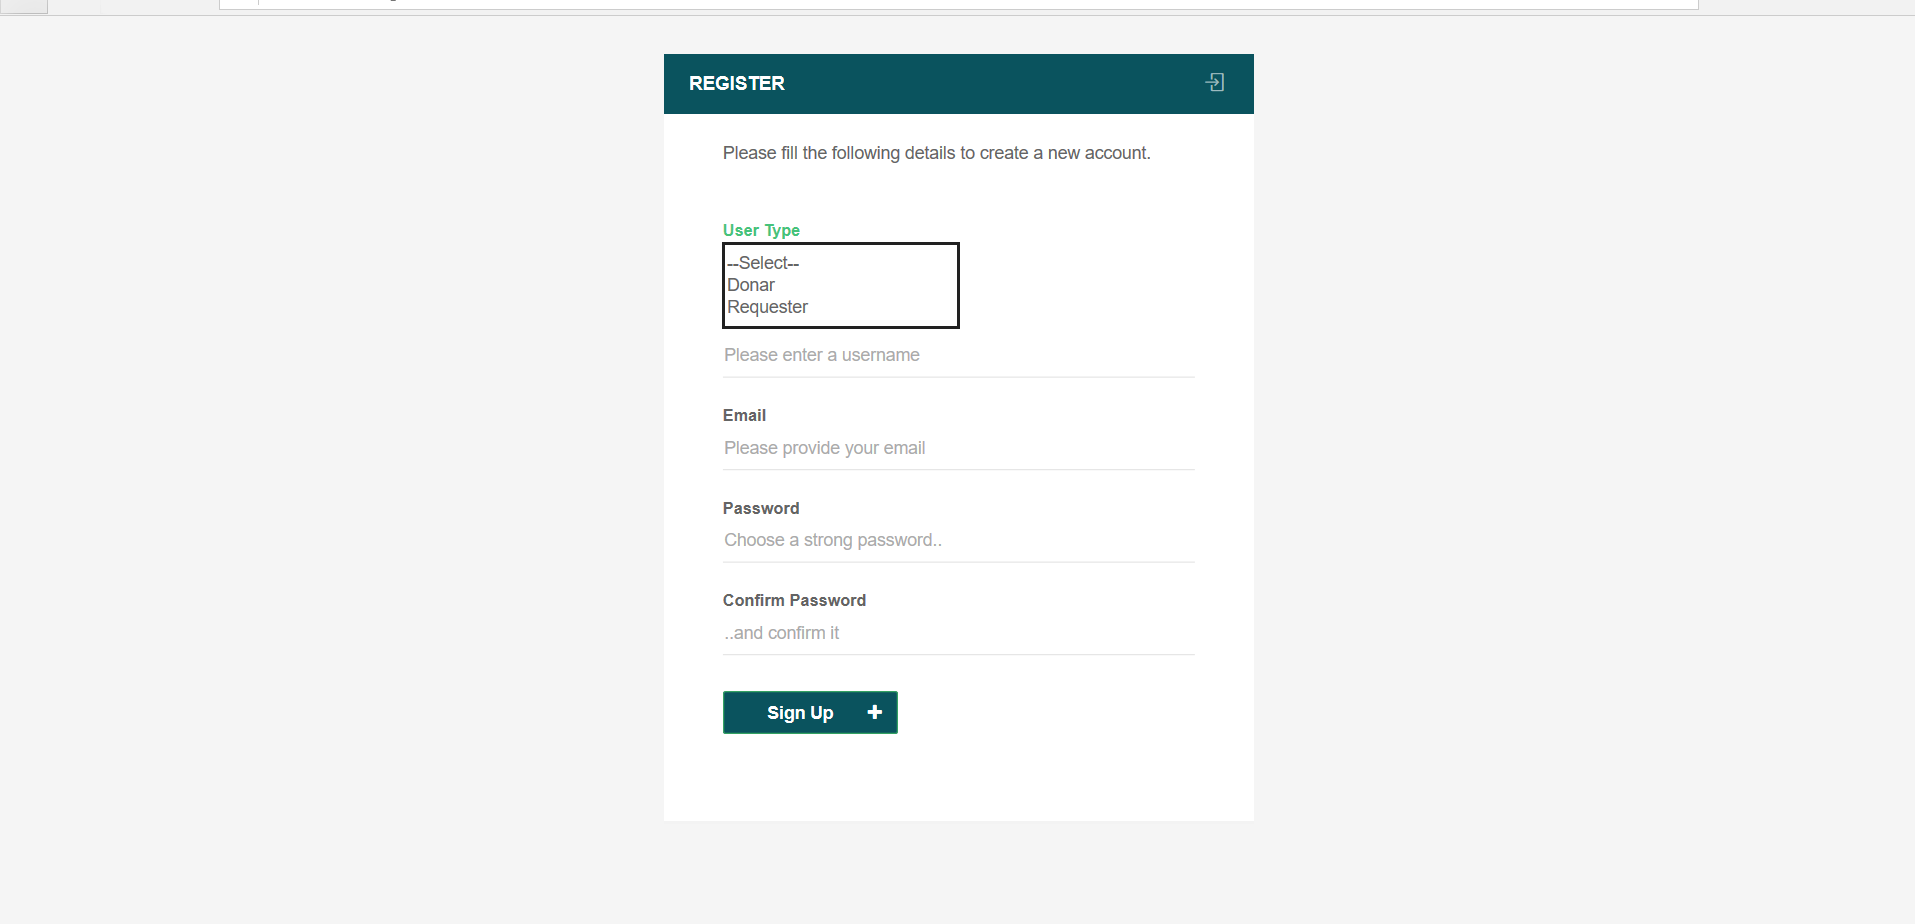 REGISTER
Please fill the following details to create a new account.
User Type
--Select--
Donar
Requester
Please enter a username
Email
Please provide your email
Password
Choose a strong password..
Confirm Password
..and confirm it
Sign Up